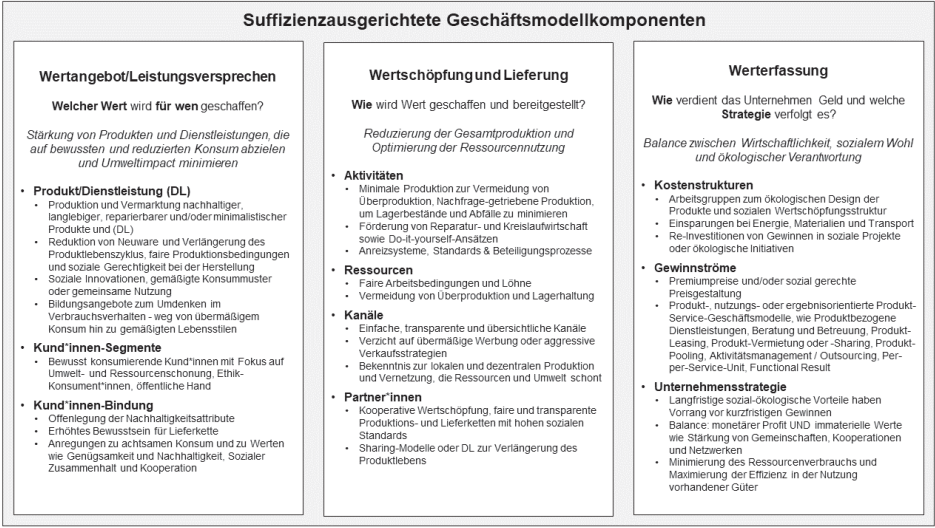 Suffizienzausgerichtete Geschäftsmodellkomponenten
Wertangebot/Leistungsversprechen
Welcher Wert wird für wen geschaffen?
Stärkung von Produkten und Dienstleistungen, die
auf bewussten und reduzierten Konsum abzielen
und Umweltimpact minimieren
• Produkt/Dienstleistung (DL)
• Produktion und Vermarktung nachhaltiger,
langlebiger, reparierbarer und/oder minimalistischer
Produkte und (DL)
• Reduktion von Neuware und Verlängerung des
Produktlebenszyklus, faire Produktionsbedingungen
und soziale Gerechtigkeit bei der Herstellung
• Soziale Innovationen, gemäßigte Konsummuster
oder gemeinsame Nutzung
• Bildungsangebote zum Umdenken im
Verbrauchsverhalten - weg von übermäßigem
Konsum hin zu gemäßigten Lebensstilen
• Kund*innen-Segmente
• Bewusst konsumierende Kund*innen mit Fokus auf
Umwelt- und Ressourcenschonung, Ethik-
Konsument*innen, öffentliche Hand
• Kund*innen-Bindung
• Offenlegung der Nachhaltigkeitsattribute
• Erhöhtes Bewusstsein für Lieferkette
• Anregungen zu achtsamen Konsum und zu Werten
wie Genügsamkeit und Nachhaltigkeit, Sozialer
Zusammenhalt und Kooperation
Wertschöpfung und Lieferung
Wie wird Wert geschaffen und bereitgestellt?
Reduzierung der Gesamtproduktion und
Optimierung der Ressourcennutzung
• Aktivitäten
• Minimale Produktion zur Vermeidung von
Überproduktion, Nachfrage-getriebene Produktion,
um Lagerbestände und Abfälle zu minimieren
• Förderung von Reparatur- und Kreislaufwirtschaft
sowie Do-it-yourself-Ansätzen
• Anreizsysteme, Standards & Beteiligungsprozesse
• Ressourcen
• Faire Arbeitsbedingungen und Löhne
• Vermeidung von Überproduktion und Lagerhaltung
• Kanäle
• Einfache, transparente und übersichtliche Kanäle
• Verzicht auf übermäßige Werbung oder aggressive
Verkaufsstrategien
• Bekenntnis zur lokalen und dezentralen Produktion
und Vernetzung, die Ressourcen und Umwelt schont
• Partner*innen
• Kooperative Wertschöpfung, faire und transparente
Produktions- und Lieferketten mit hohen sozialen
Standards
• Sharing-Modelle oder DL zur Verlängerung des
Produktlebens
Werterfassung
Wie verdient das Unternehmen Geld und welche
Strategie verfolgt es?
Balance zwischen Wirtschaftlichkeit, sozialem Wohl
und ökologischer Verantwortung
• Kostenstrukturen
• Arbeitsgruppen zum ökologischen Design der
Produkte und sozialen Wertschöpfungsstruktur
• Einsparungen bei Energie, Materialien und Transport
• Re-Investitionen von Gewinnen in soziale Projekte
oder ökologische Initiativen
• Gewinnströme
• Premiumpreise und/oder sozial gerechte
Preisgestaltung
• Produkt-, nutzungs- oder ergebnisorientierte Produkt-
Service-Geschäftsmodelle, wie Produktbezogene
Dienstleistungen, Beratung und Betreuung, Produkt-
Leasing, Produkt-Vermietung oder -Sharing, Produkt-
Pooling, Aktivitätsmanagement / Outsourcing, Per-
per-Service-Unit, Functional Result
• Unternehmensstrategie
• Langfristige sozial-ökologische Vorteile haben
Vorrang vor kurzfristigen Gewinnen
• Balance: monetärer Profit UND immaterielle Werte
wie Stärkung von Gemeinschaften, Kooperationen
und Netzwerken
• Minimierung des Ressourcenverbrauchs und
Maximierung der Effizienz in der Nutzung
vorhandener Güter